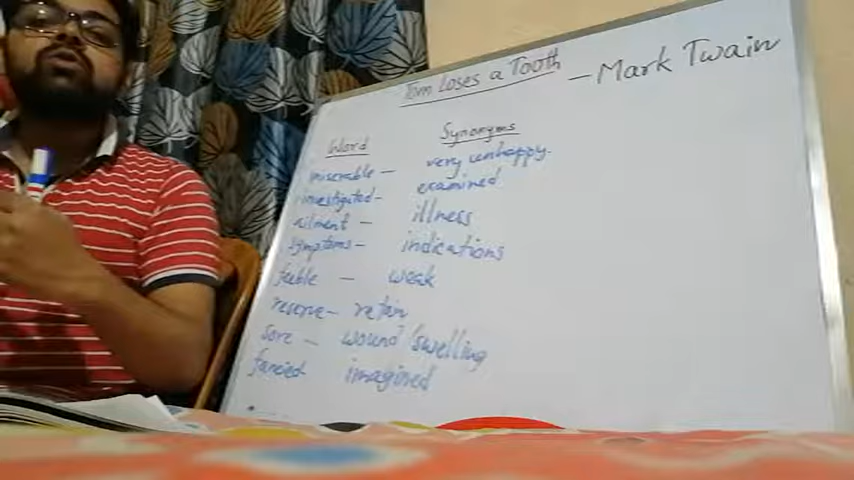 Tom Loses a Tooth – Mark Twain
Word Synonyms
miserable – very unhappy.
investigated – examined
ailment – illness
symptoms – indications
feeble – weak
reserve – retain
sore – wound/swelling
fancied imagined